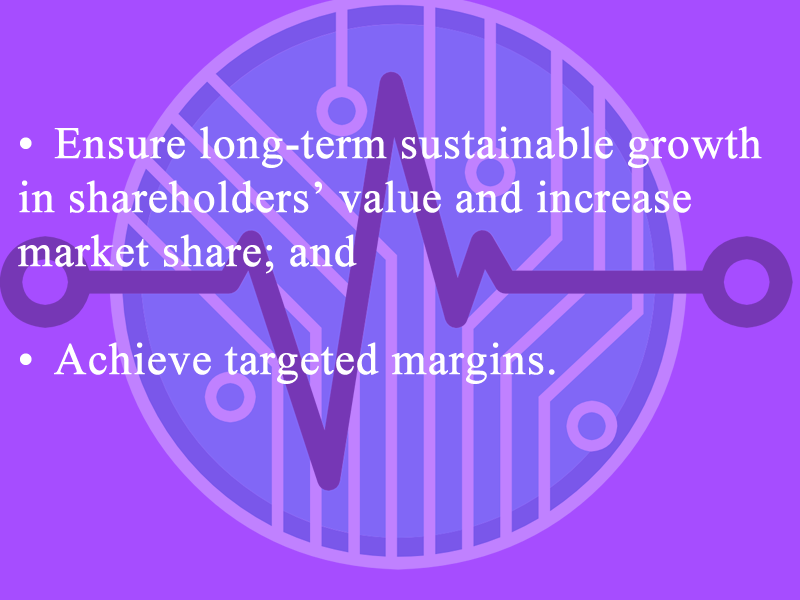 • Ensure long-term sustainable growth
in shareholders’ value and increase
market share; and
• Achieve targeted margins.